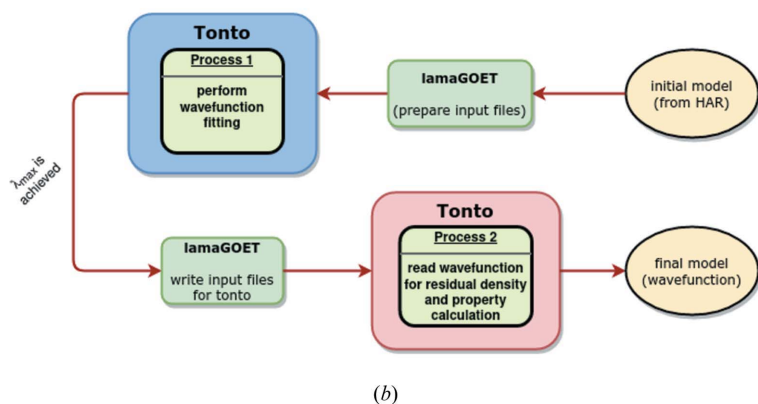 Tonto
Process 1
perform
wavefunction
fitting
lamaGOET
(prepare input files)
initial model
(from HAR)
λmax is
achieved
lamaGOET
write input files
for tonto
Tonto
Process 2
read wavefunction
for residual density
and property
calculation
final model
(wavefunction)
(b)